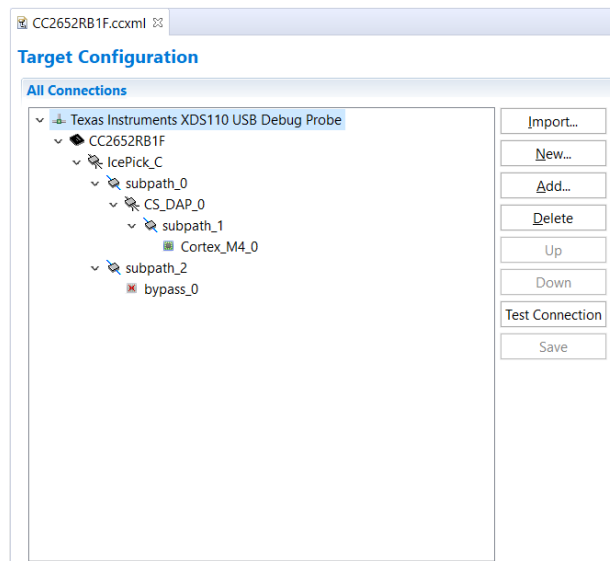 CC2652RB1F.ccxml
Target Configuration
All Connections
Texas Instruments XDS110 USB Debug Probe
CC2652RB1F
IcePick_C
subpath_0
CS_DAP_0
subpath_1
Cortex_M4_0
subpath_2
bypass_0
Import...
New...
Add...
Delete
Up
Down
Test Connection
Save